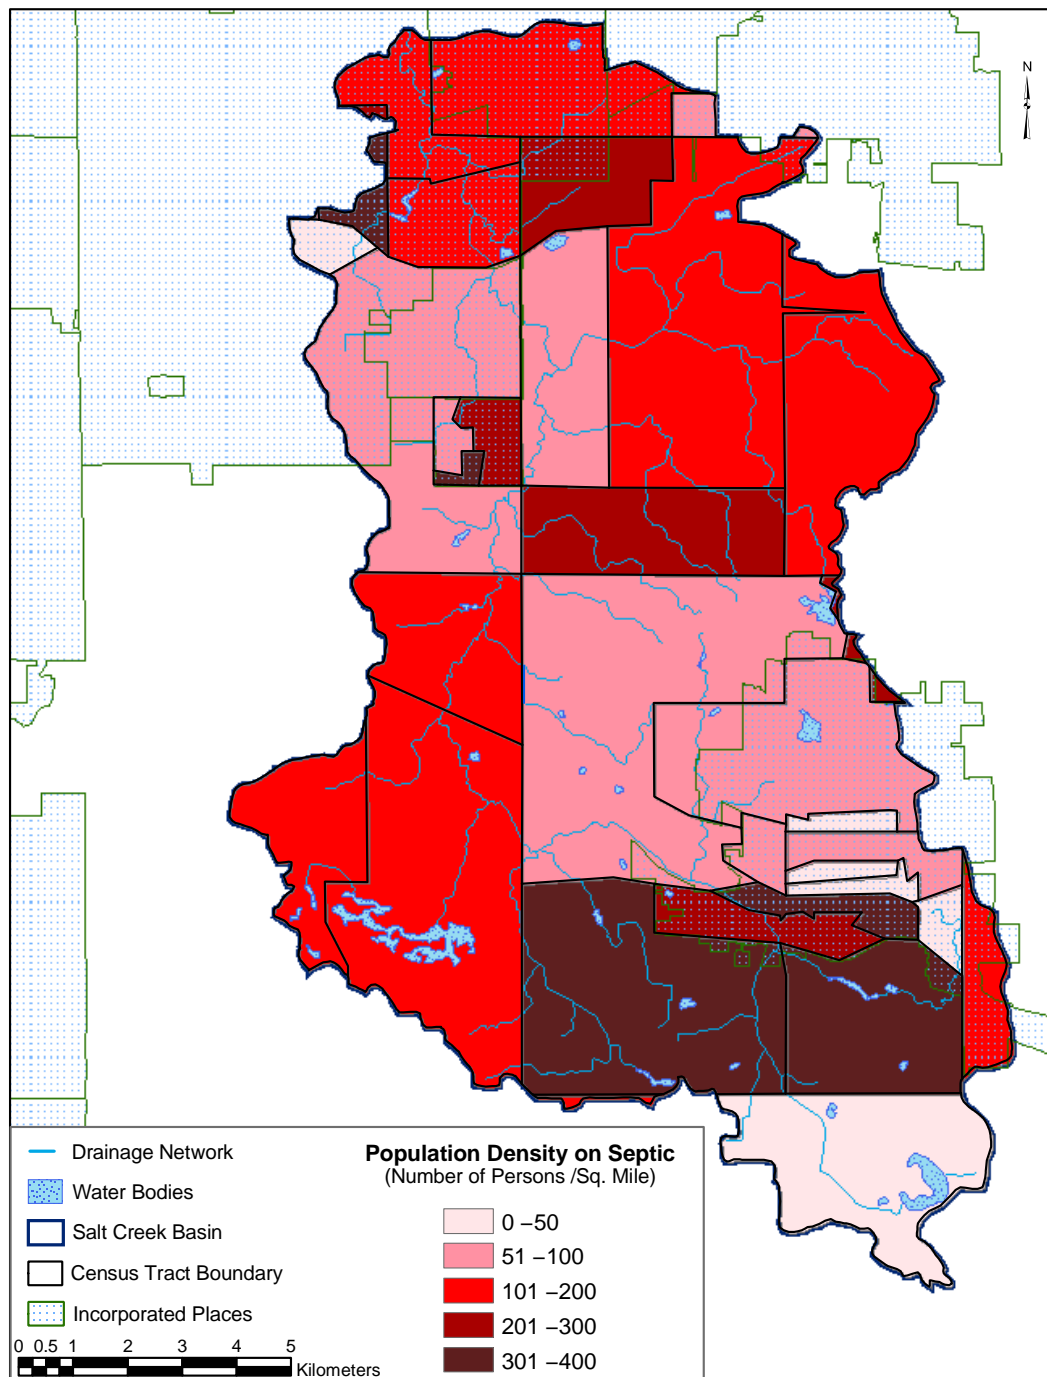 N
Drainage Network
Water Bodies
Salt Creek Basin
Census Tract Boundary
Incorporated Places
0 0.5 1 2 3 4 5
Kilometers
Population Density on Septic
(Number of Persons /Sq. Mile)
0 –50
51 –100
101 –200
201 –300
301 –400